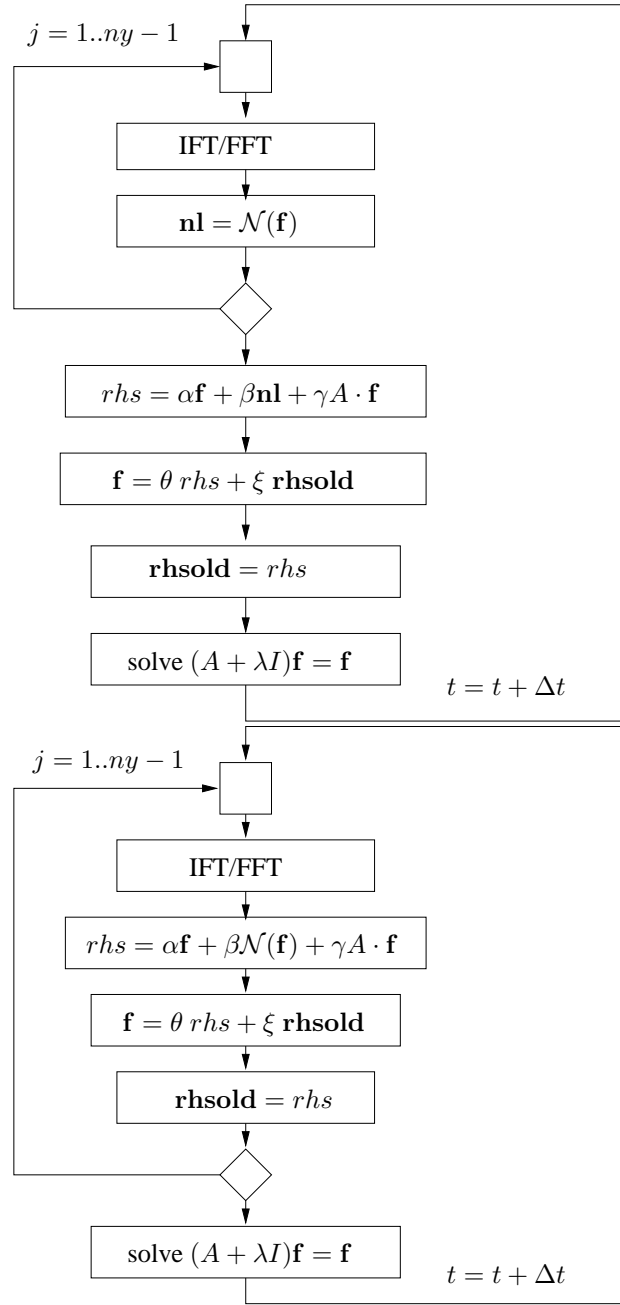 j = 1..ny − 1
IFT/FFT
nl = 𝒩(f)
rhs = αf + βnl + γA · f
f = θ rhs + ξ rhsold
rhsold = rhs
solve (A + λI)f = f
t = t + Δt
j = 1..ny − 1
IFT/FFT
rhs = αf + β𝒩(f) + γA · f
f = θ rhs + ξ rhsold
rhsold = rhs
solve (A + λI)f = f
t = t + Δt